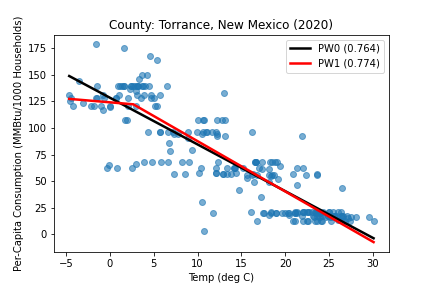 County: Torrance, New Mexico (2020)
Per-Capita Consumption (MMBtu/1000 Households)
175
150
125
100
75
50
25
0
PW0 (0.764)
PW1 (0.774)
−5 0 5 10 15 20 25 30
Temp (deg C)